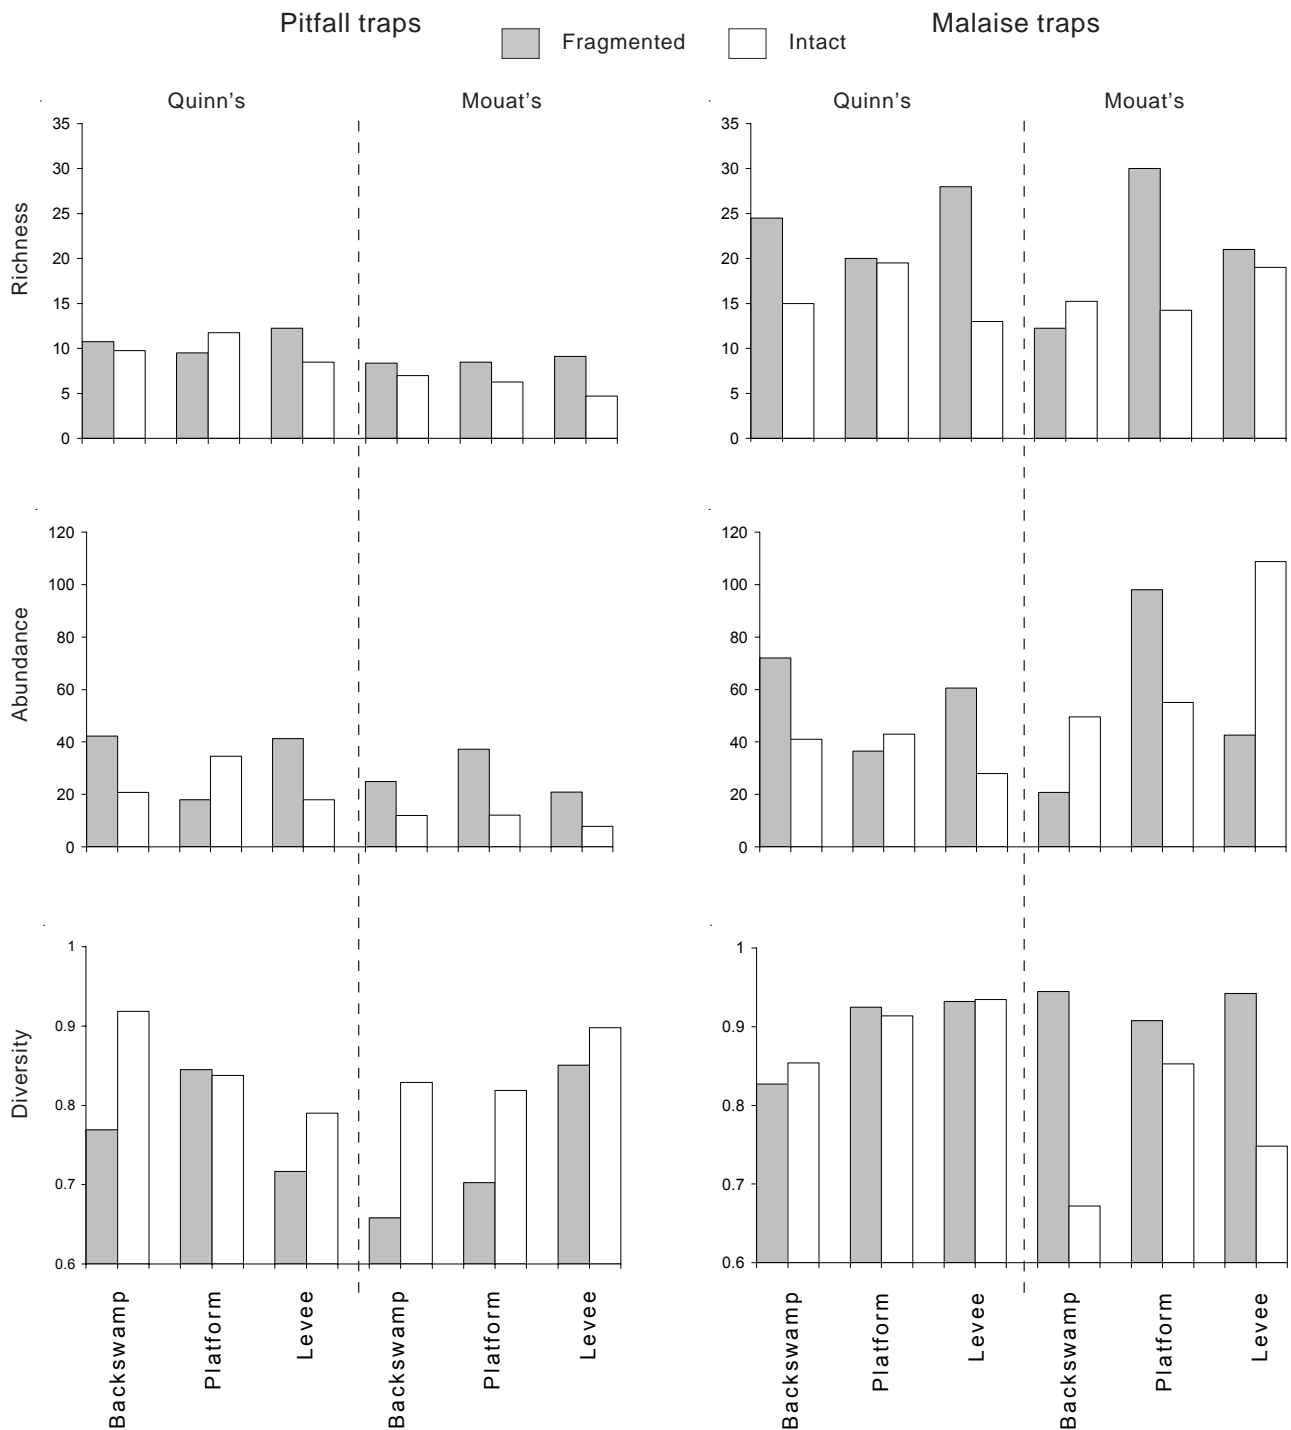 Pitfall traps
Fragmented
Intact
Malaise traps
Quinn's
Mouat's
Quinn's
Mouat's
Richness
35
30
25
20
15
10
5
0
35
30
25
20
15
10
5
0
Abundance
120
100
80
60
40
20
0
120
100
80
60
40
20
0
Diversity
1
0.9
0.8
0.7
0.6
1
0.9
0.8
0.7
0.6
Backswamp
Platform
Levee
Backswamp
Platform
Levee
Backswamp
Platform
Levee
Backswamp
Platform
Levee